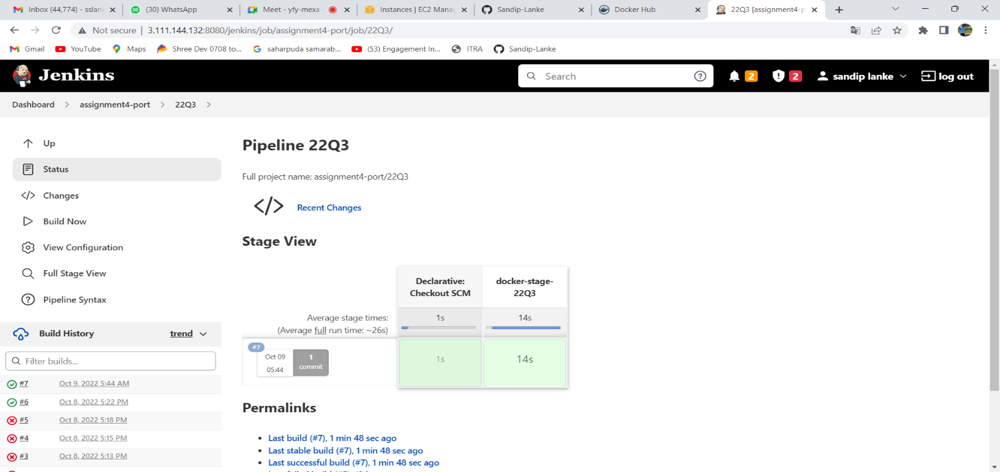 Inbox (44,774) - sslan
(30) WhatsApp
Meet - yfy-mexa-
Instances | EC2 Manag
Sandip-Lanke
Docker Hub
22Q3 [assignment4-p
Not secure | 3.111.144.132:8080/jenkins/job/assignment4-port/job/22Q3/
Gmail
YouTube
Maps
Shree Dev 0708 to...
saharpuda samarab...
(53) Engagement In...
ITRA
Sandip-Lanke
Jenkins
Search
2
2
sandip lanke
log out
Dashboard > assignment4-port > 22Q3 >
Up
Status
Changes
Build Now
View Configuration
Full Stage View
Pipeline Syntax
Build History
trend
Filter builds...
#7 Oct 9, 2022 5:44 AM
#6 Oct 8, 2022 5:22 PM
#5 Oct 8, 2022 5:18 PM
#4 Oct 8, 2022 5:15 PM
#3 Oct 8, 2022 5:13 PM
Pipeline 22Q3
Full project name: assignment4-port/22Q3
</> Recent Changes
Stage View
Declarative:
Checkout SCM
docker-stage-
22Q3
Average stage times:
(Average full run time: ~26s)
1s
14s
#7
Oct 09
05:44
1
commit
1s
14s
Permalinks
• Last build (#7), 1 min 48 sec ago
• Last stable build (#7), 1 min 48 sec ago
• Last successful build (#7), 1 min 48 sec ago